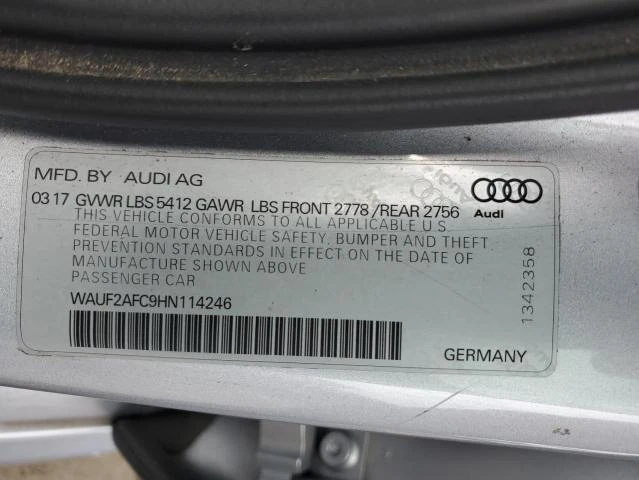 MFD. BY AUDI AG
03 17 GVWR LBS 5412 GAWR LBS FRONT 2778 / REAR 2756
THIS VEHICLE CONFORMS TO ALL APPLICABLE U.S.
FEDERAL MOTOR VEHICLE SAFETY, BUMPER AND THEFT
PREVENTION STANDARDS IN EFFECT ON THE DATE OF
MANUFACTURE SHOWN ABOVE
PASSENGER CAR
WAUF2AFC9HN114246
GERMANY
Audi
1342358